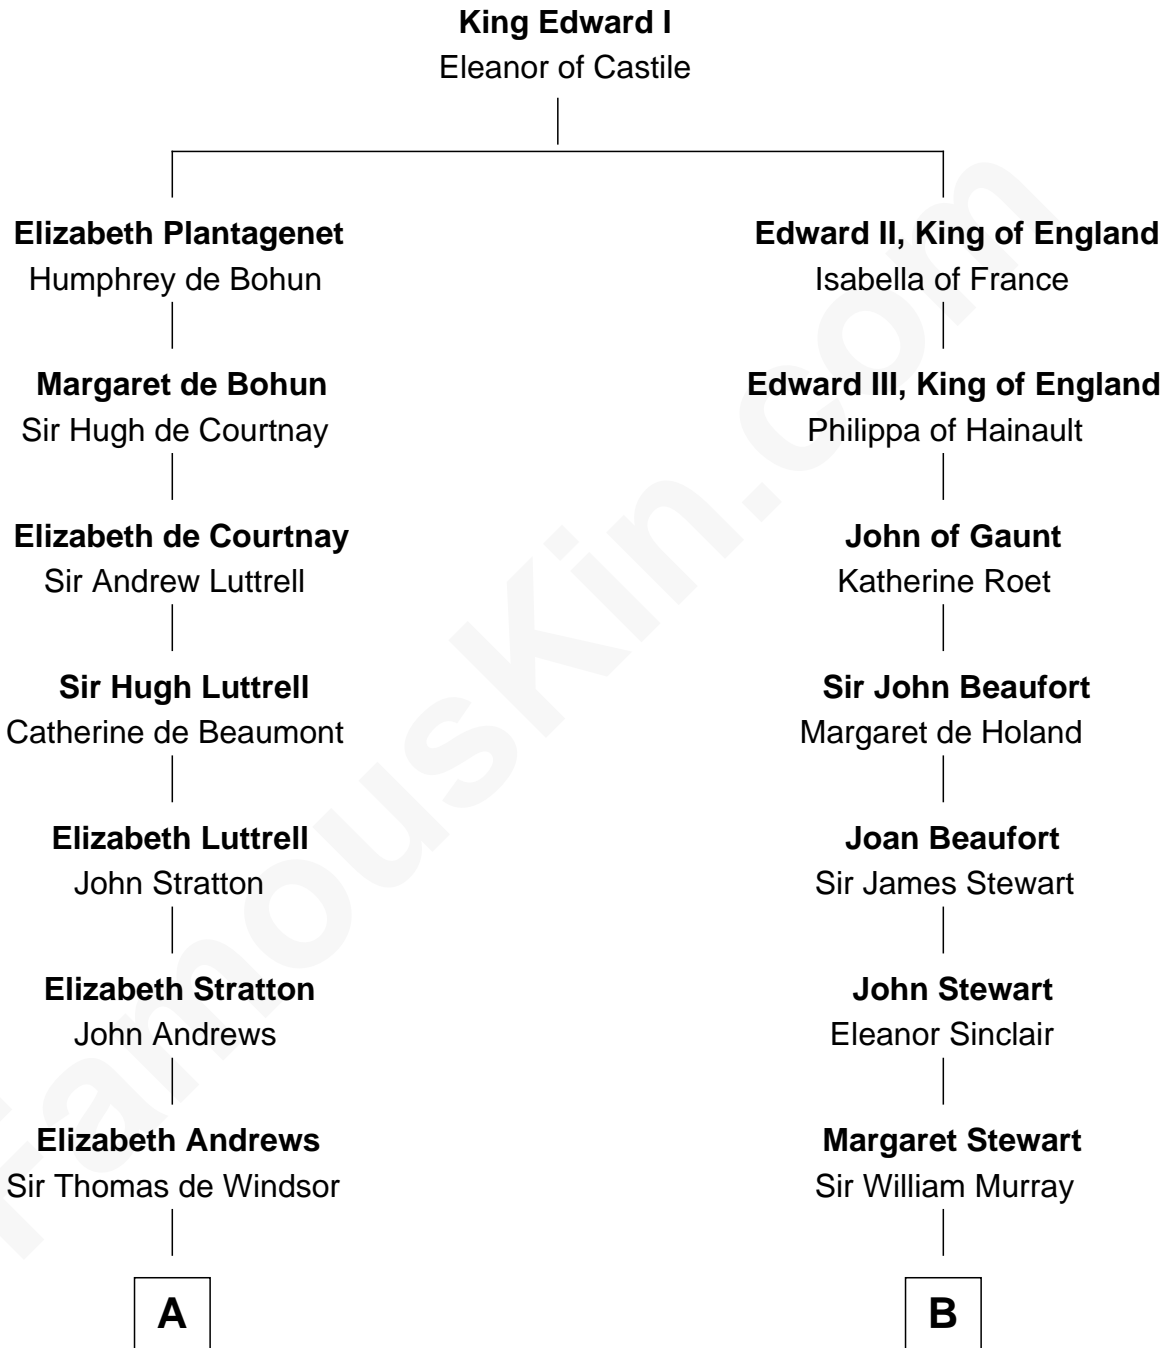 King Edward I
Eleanor of Castile
Elizabeth Plantagenet
Humphrey de Bohun
Edward II, King of England
Isabella of France
Margaret de Bohun
Sir Hugh de Courtnay
Edward III, King of England
Philippa of Hainault
Elizabeth de Courtnay
Sir Andrew Luttrell
John of Gaunt
Katherine Roet
Sir Hugh Luttrell
Catherine de Beaumont
Sir John Beaufort
Margaret de Holand
Elizabeth Luttrell
John Stratton
Joan Beaufort
Sir James Stewart
Elizabeth Stratton
John Andrews
John Stewart
Eleanor Sinclair
Elizabeth Andrews
Sir Thomas de Windsor
Margaret Stewart
Sir William Murray
A
B
FamousKin.com